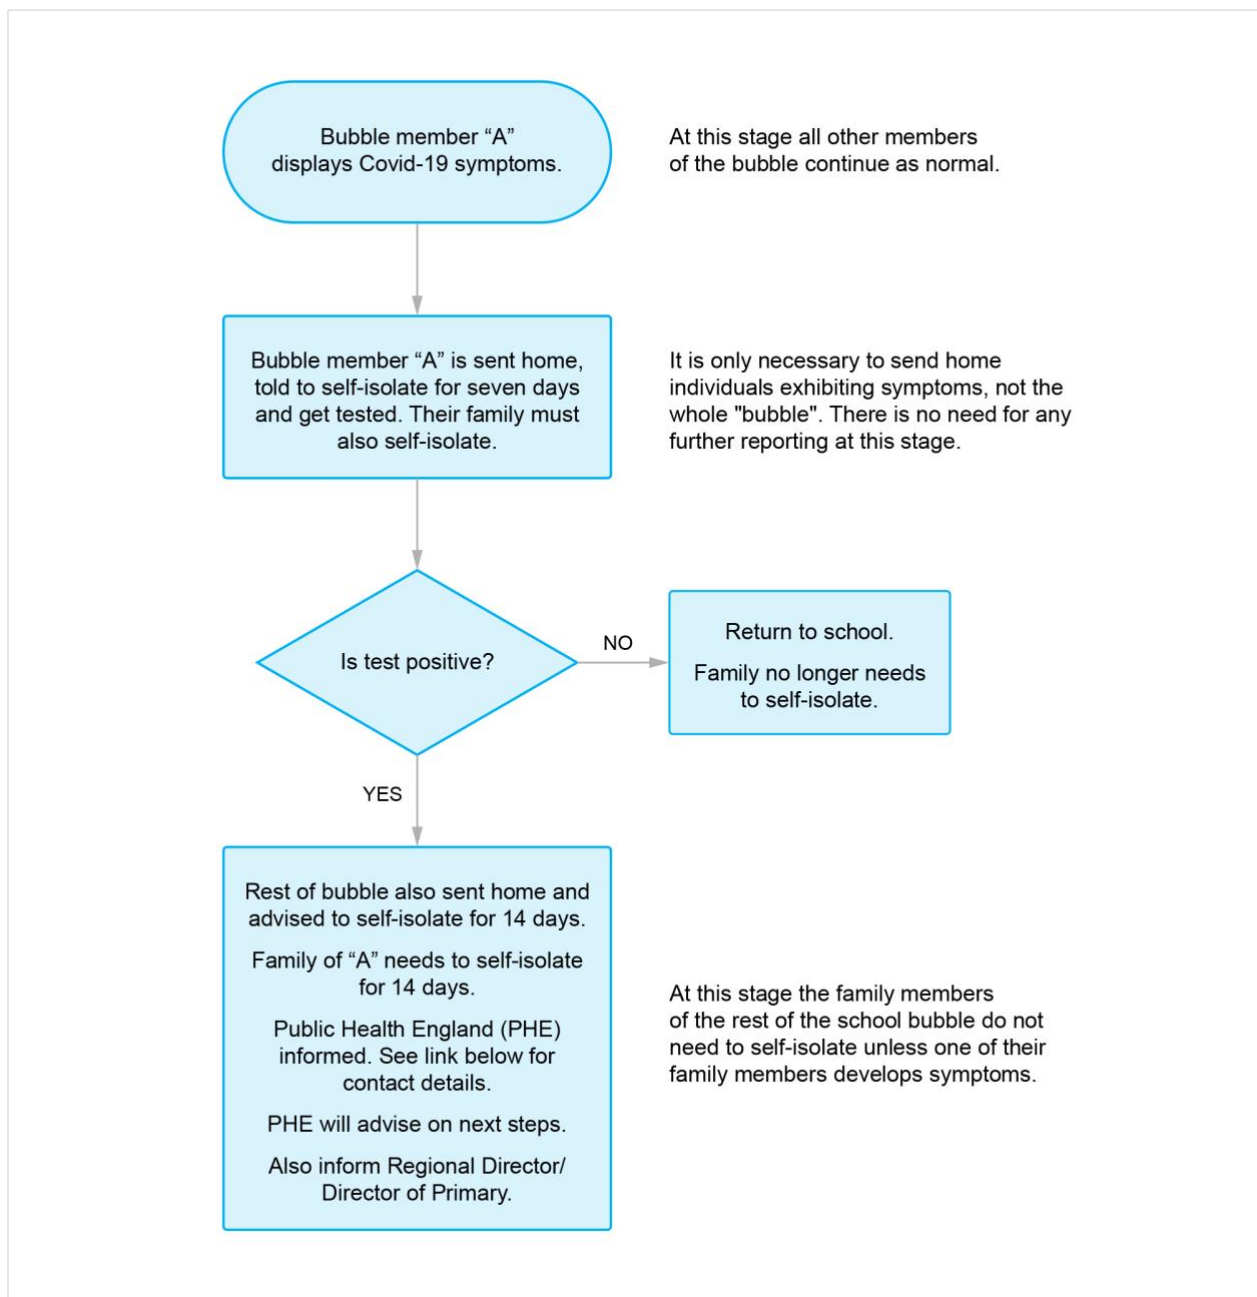 Bubble member “A”
displays Covid-19 symptoms.
At this stage all other members
of the bubble continue as normal.
Bubble member “A” is sent home,
told to self-isolate for seven days
and get tested. Their family must
also self-isolate.
It is only necessary to send home
individuals exhibiting symptoms, not the
whole "bubble". There is no need for any
further reporting at this stage.
Is test positive?
NO
Return to school.
Family no longer needs
to self-isolate.
YES
Rest of bubble also sent home and
advised to self-isolate for 14 days.
Family of “A” needs to self-isolate
for 14 days.
Public Health England (PHE)
informed. See link below for
contact details.
PHE will advise on next steps.
Also inform Regional Director/
Director of Primary.
At this stage the family members
of the rest of the school bubble do not
need to self-isolate unless one of their
family members develops symptoms.